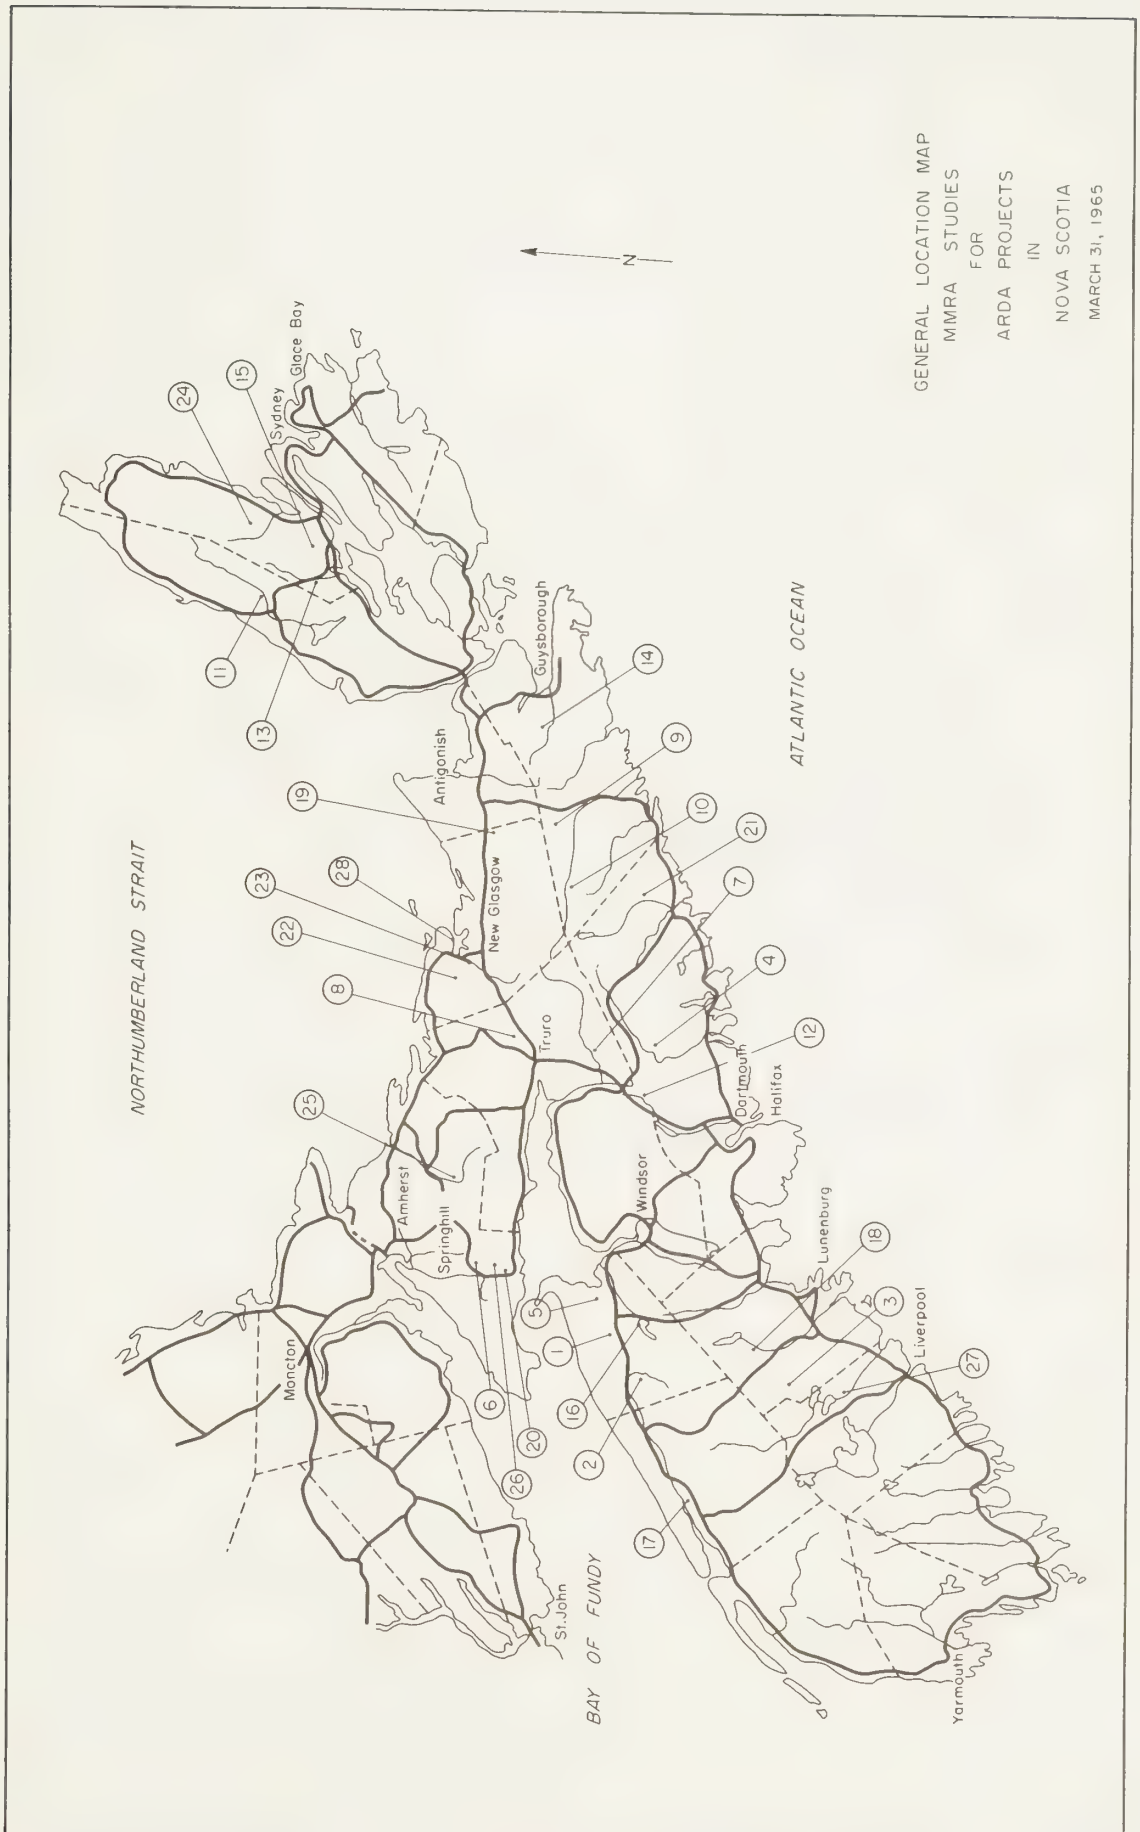 GENERAL LOCATION MAP
MMRA STUDIES
FOR
ARDA PROJECTS
IN
NOVA SCOTIA
MARCH 31, 1965
NORTHUMBERLAND STRAIT
ATLANTIC OCEAN
BAY OF FUNDY
N
Moncton
St. John
Amherst
Springhill
Truro
New Glasgow
Antigonish
Guysborough
Sydney
Glace Bay
Windsor
Dartmouth
Halifax
Lunenburg
Liverpool
Yarmouth
24
15
11
13
19
28
23
22
8
25
14
9
10
21
7
4
12
18
3
27
5
1
16
2
17
6
20
26